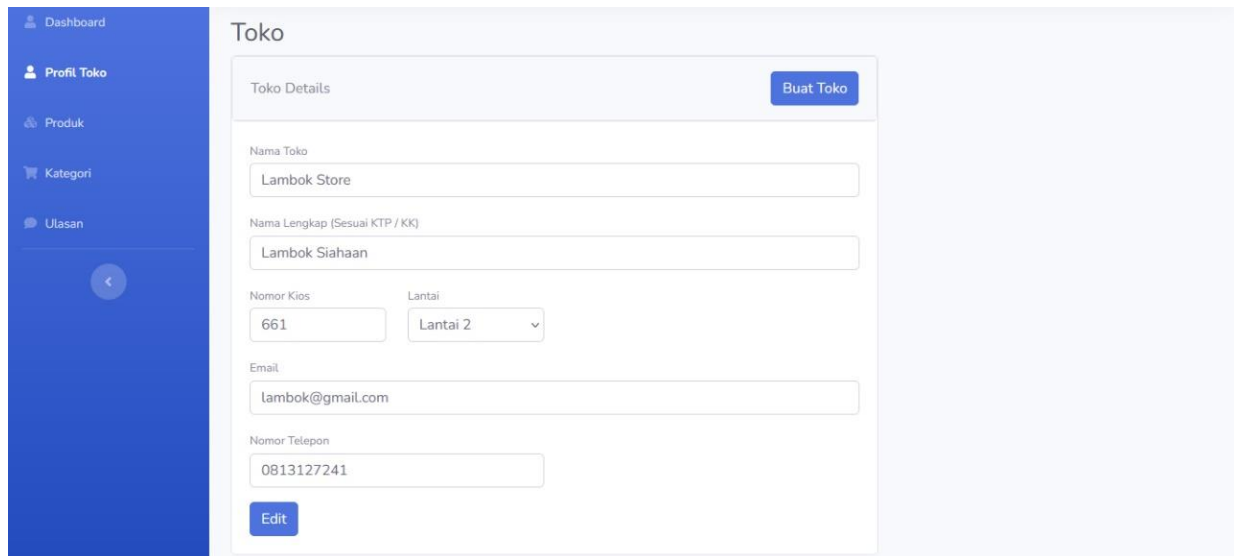 Dashboard
Profil Toko
Produk
Kategori
Ulasan
Toko
Toko Details
Buat Toko
Nama Toko
Lambok Store
Nama Lengkap (Sesuai KTP / KK)
Lambok Siahaan
Nomor Kios Lantai
661 Lantai 2
Email
lambok@gmail.com
Nomor Telepon
0813127241
Edit